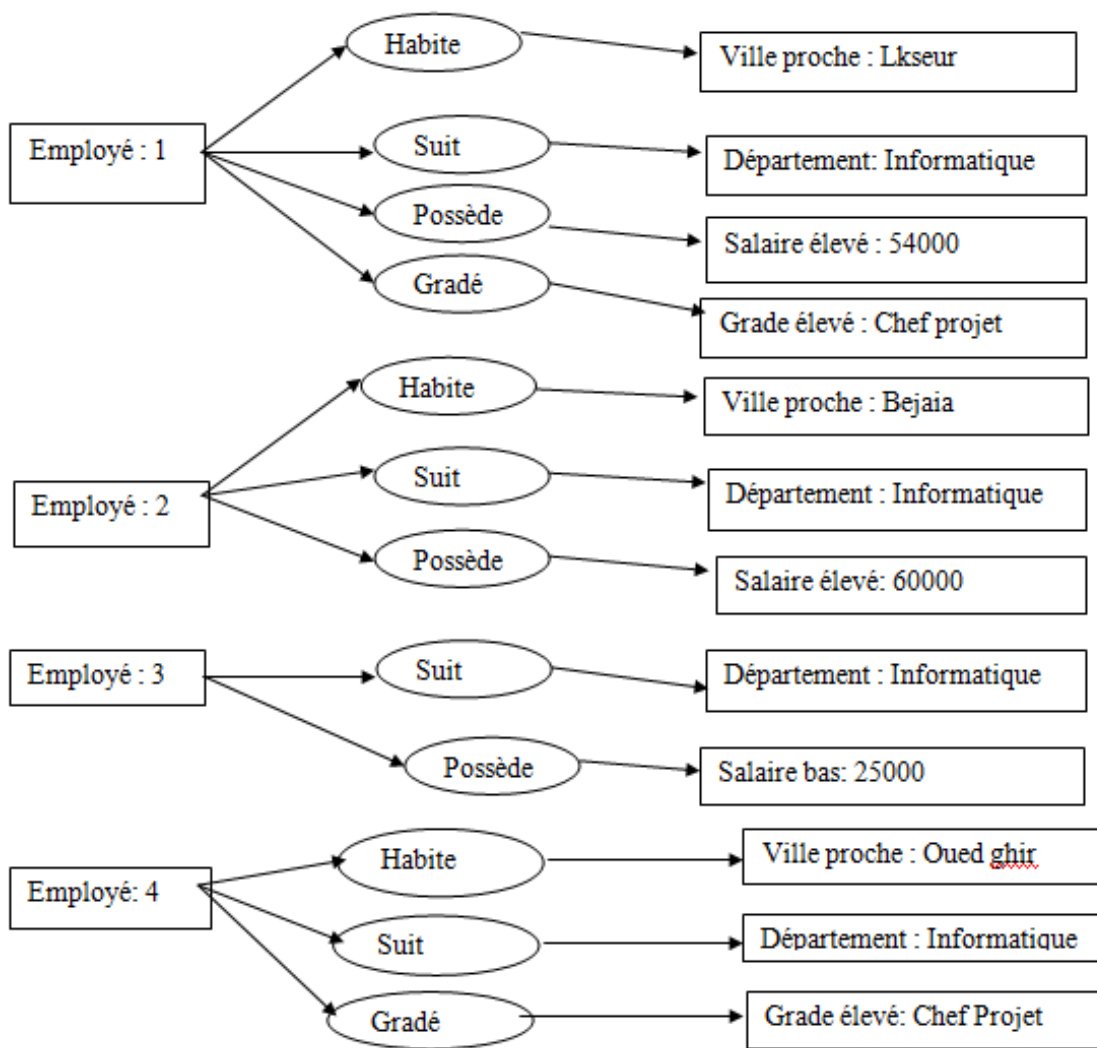 Habite
Ville proche : Lkseur
Employé : 1
Suit
Département: Informatique
Possède
Salaire élevé : 54000
Gradé
Grade élevé : Chef projet
Habite
Ville proche : Bejaia
Employé : 2
Suit
Département : Informatique
Possède
Salaire élevé: 60000
Employé : 3
Suit
Département : Informatique
Possède
Salaire bas: 25000
Habite
Ville proche : Oued ghir
Employé: 4
Suit
Département : Informatique
Gradé
Grade élevé: Chef Projet